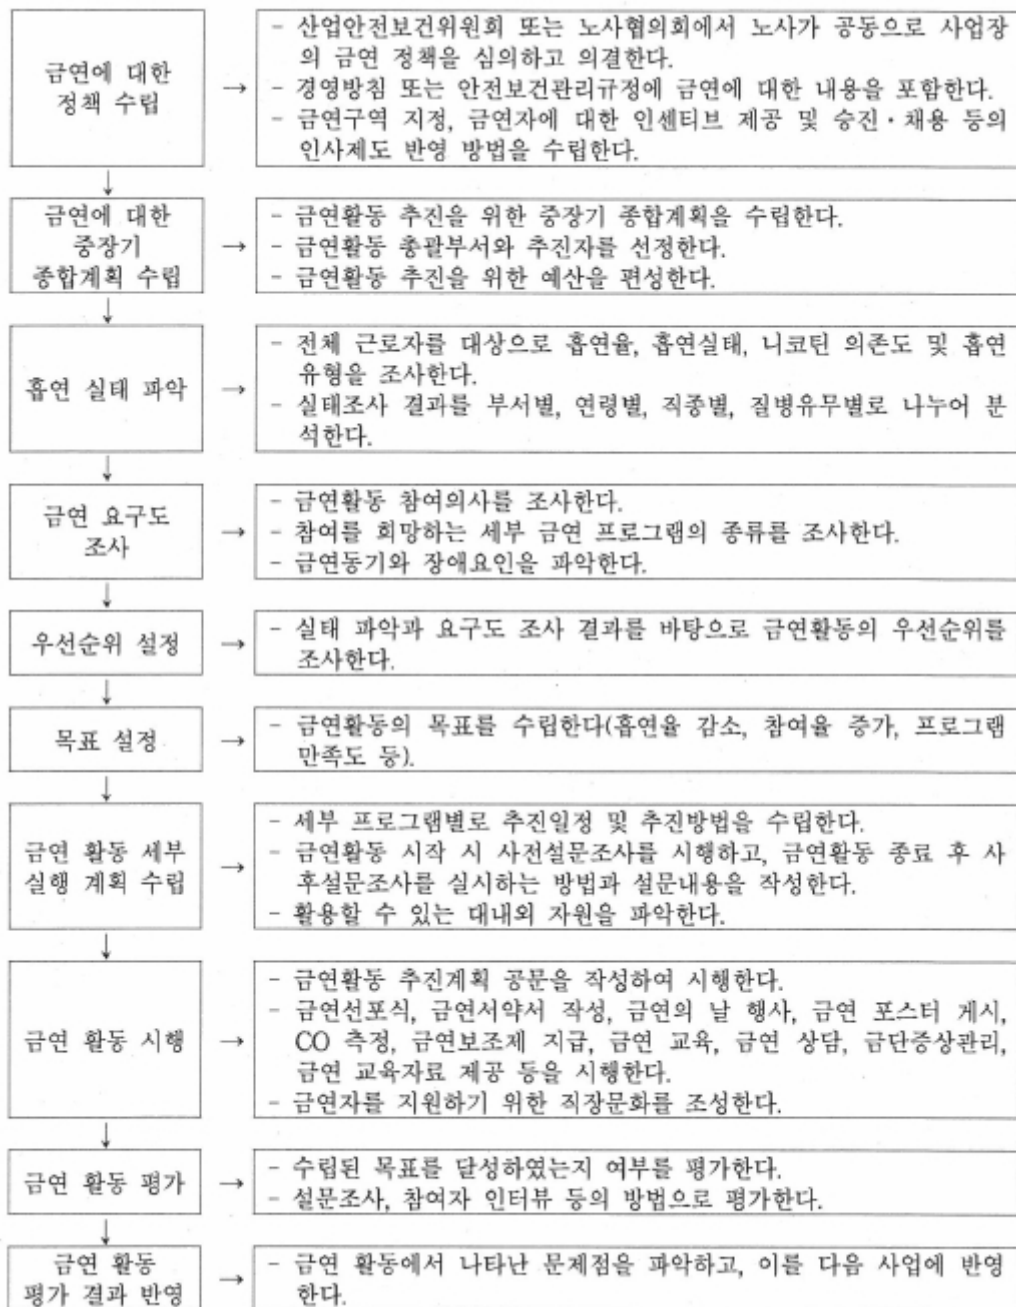 금연에 대한
정책 수립
→
- 산업안전보건위원회 또는 노사협의회에서 노사가 공동으로 사업장
의 금연 정책을 심의하고 의결한다.
- 경영방침 또는 안전보건관리규정에 금연에 대한 내용을 포함한다.
- 금연구역 지정, 금연자에 대한 인센티브 제공 및 승진・채용 등의
인사제도 반영 방법을 수립한다.
↓
금연에 대한
중장기
종합계획 수립
→
- 금연활동 추진을 위한 중장기 종합계획을 수립한다.
- 금연활동 총괄부서와 추진자를 선정한다.
- 금연활동 추진을 위한 예산을 편성한다.
↓
흡연 실태 파악
→
- 전체 근로자를 대상으로 흡연율, 흡연실태, 니코틴 의존도 및 흡연
유형을 조사한다.
- 실태조사 결과를 부서별, 연령별, 직종별, 질병유무별로 나누어 분
석한다.
↓
금연 요구도
조사
→
- 금연활동 참여의사를 조사한다.
- 참여를 희망하는 세부 금연 프로그램의 종류를 조사한다.
- 금연동기와 장애요인을 파악한다.
↓
우선순위 설정
→
- 실태 파악과 요구도 조사 결과를 바탕으로 금연활동의 우선순위를
조사한다.
↓
목표 설정
→
- 금연활동의 목표를 수립한다(흡연율 감소, 참여율 증가, 프로그램
만족도 등).
↓
금연 활동 세부
실행 계획 수립
→
- 세부 프로그램별로 추진일정 및 추진방법을 수립한다.
- 금연활동 시작 시 사전설문조사를 시행하고, 금연활동 종료 후 사
후설문조사를 실시하는 방법과 설문내용을 작성한다.
- 활용할 수 있는 대내외 자원을 파악한다.
↓
금연 활동 시행
→
- 금연활동 추진계획 공문을 작성하여 시행한다.
- 금연선포식, 금연서약서 작성, 금연의 날 행사, 금연 포스터 게시,
CO 측정, 금연보조제 지급, 금연 교육, 금연 상담, 금단증상관리,
금연 교육자료 제공 등을 시행한다.
- 금연자를 지원하기 위한 직장문화를 조성한다.
↓
금연 활동 평가
→
- 수립된 목표를 달성하였는지 여부를 평가한다.
- 설문조사, 참여자 인터뷰 등의 방법으로 평가한다.
↓
금연 활동
평가 결과 반영
→
- 금연 활동에서 나타난 문제점을 파악하고, 이를 다음 사업에 반영
한다.